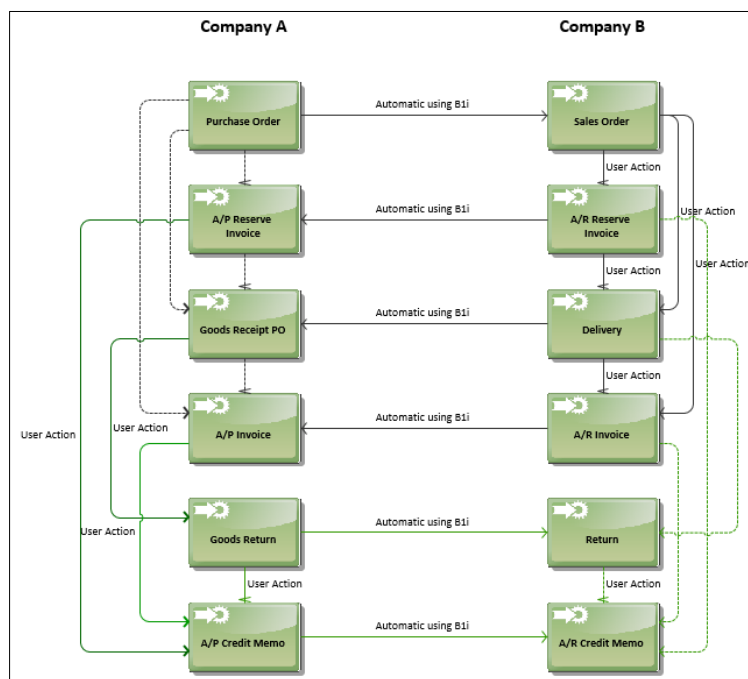 Company A
Company B
Purchase Order
Automatic using B1i
Sales Order
User Action
A/P Reserve
Invoice
Automatic using B1i
A/R Reserve
Invoice
User Action
User Action
User Action
Goods Receipt PO
Automatic using B1i
Delivery
User Action
User Action
User Action
A/P Invoice
Automatic using B1i
A/R Invoice
User Action
Goods Return
Automatic using B1i
Return
User Action
User Action
A/P Credit Memo
Automatic using B1i
A/R Credit Memo